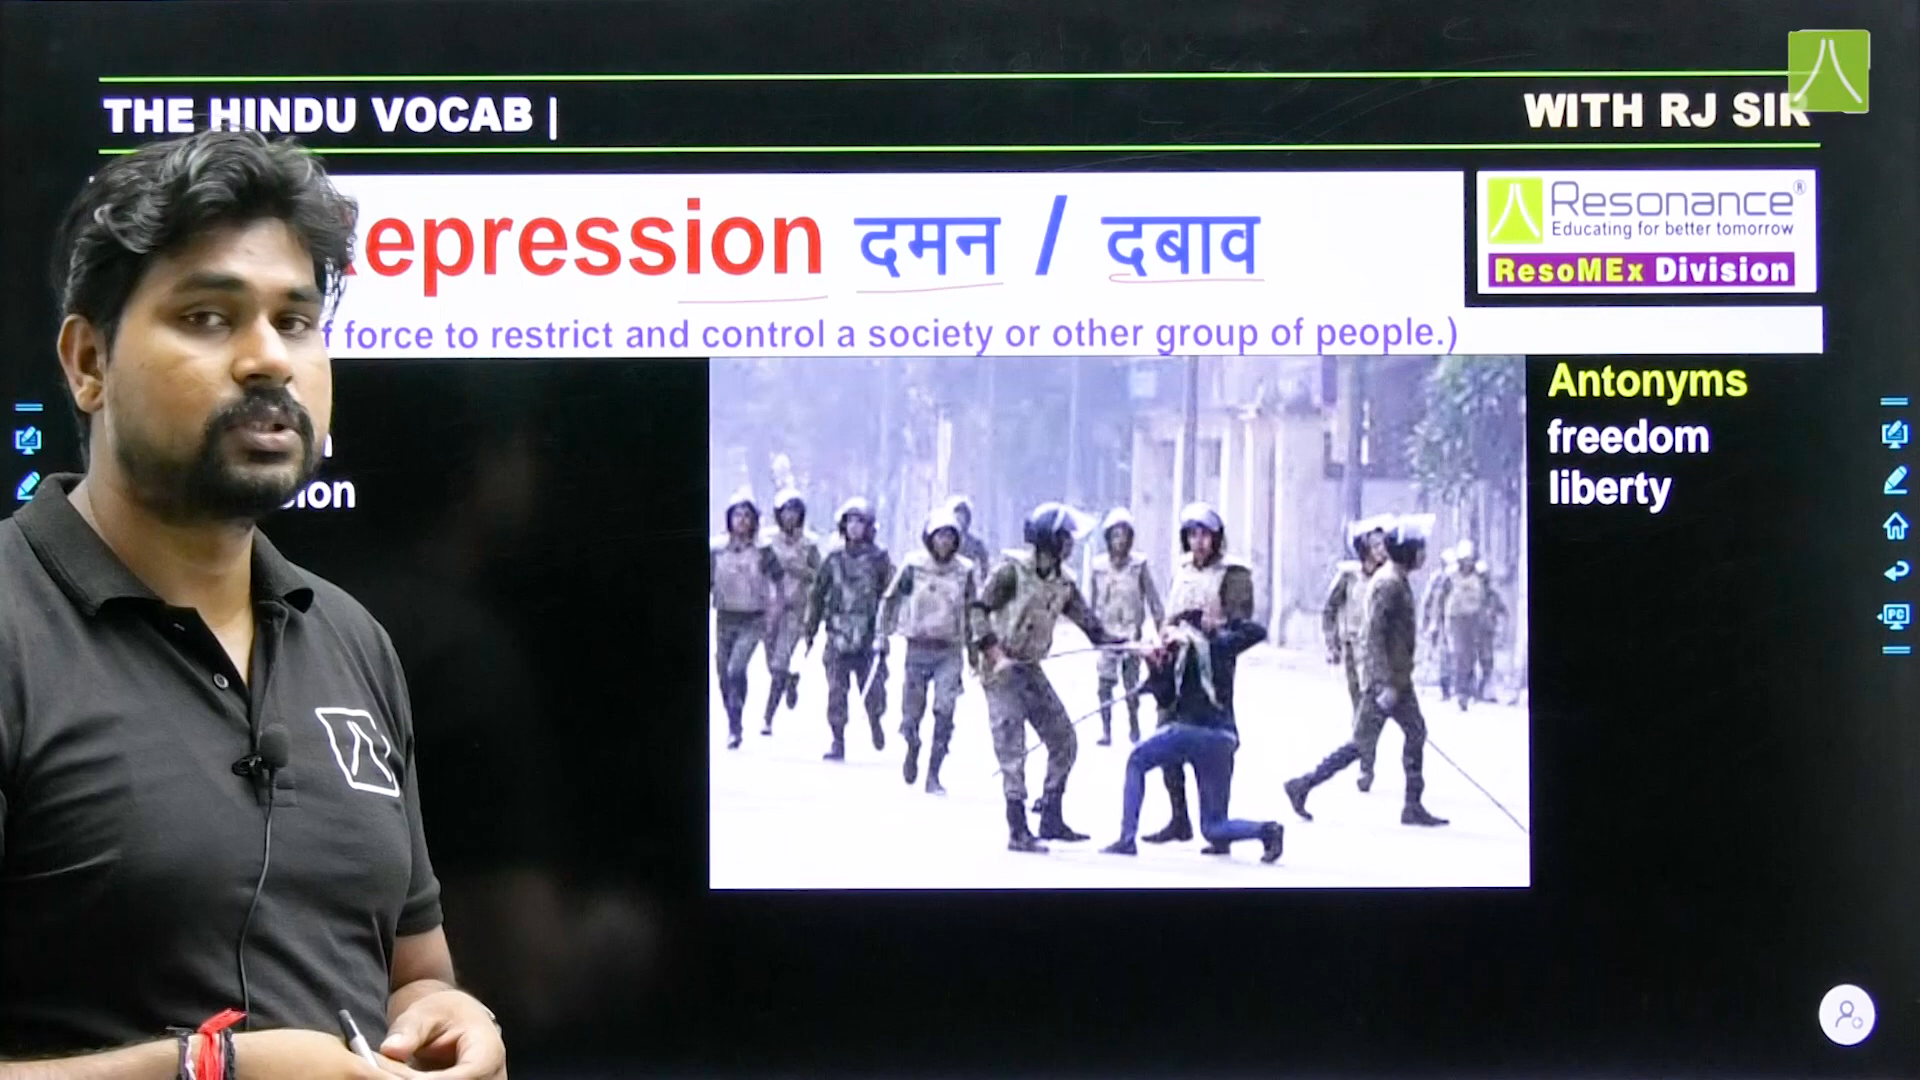 THE HINDU VOCAB |
WITH RJ SIR
epression दमन / दबाव
Resonance®
Educating for better tomorrow
ResoMEx Division
force to restrict and control a society or other group of people.)
Antonyms
freedom
liberty
PC